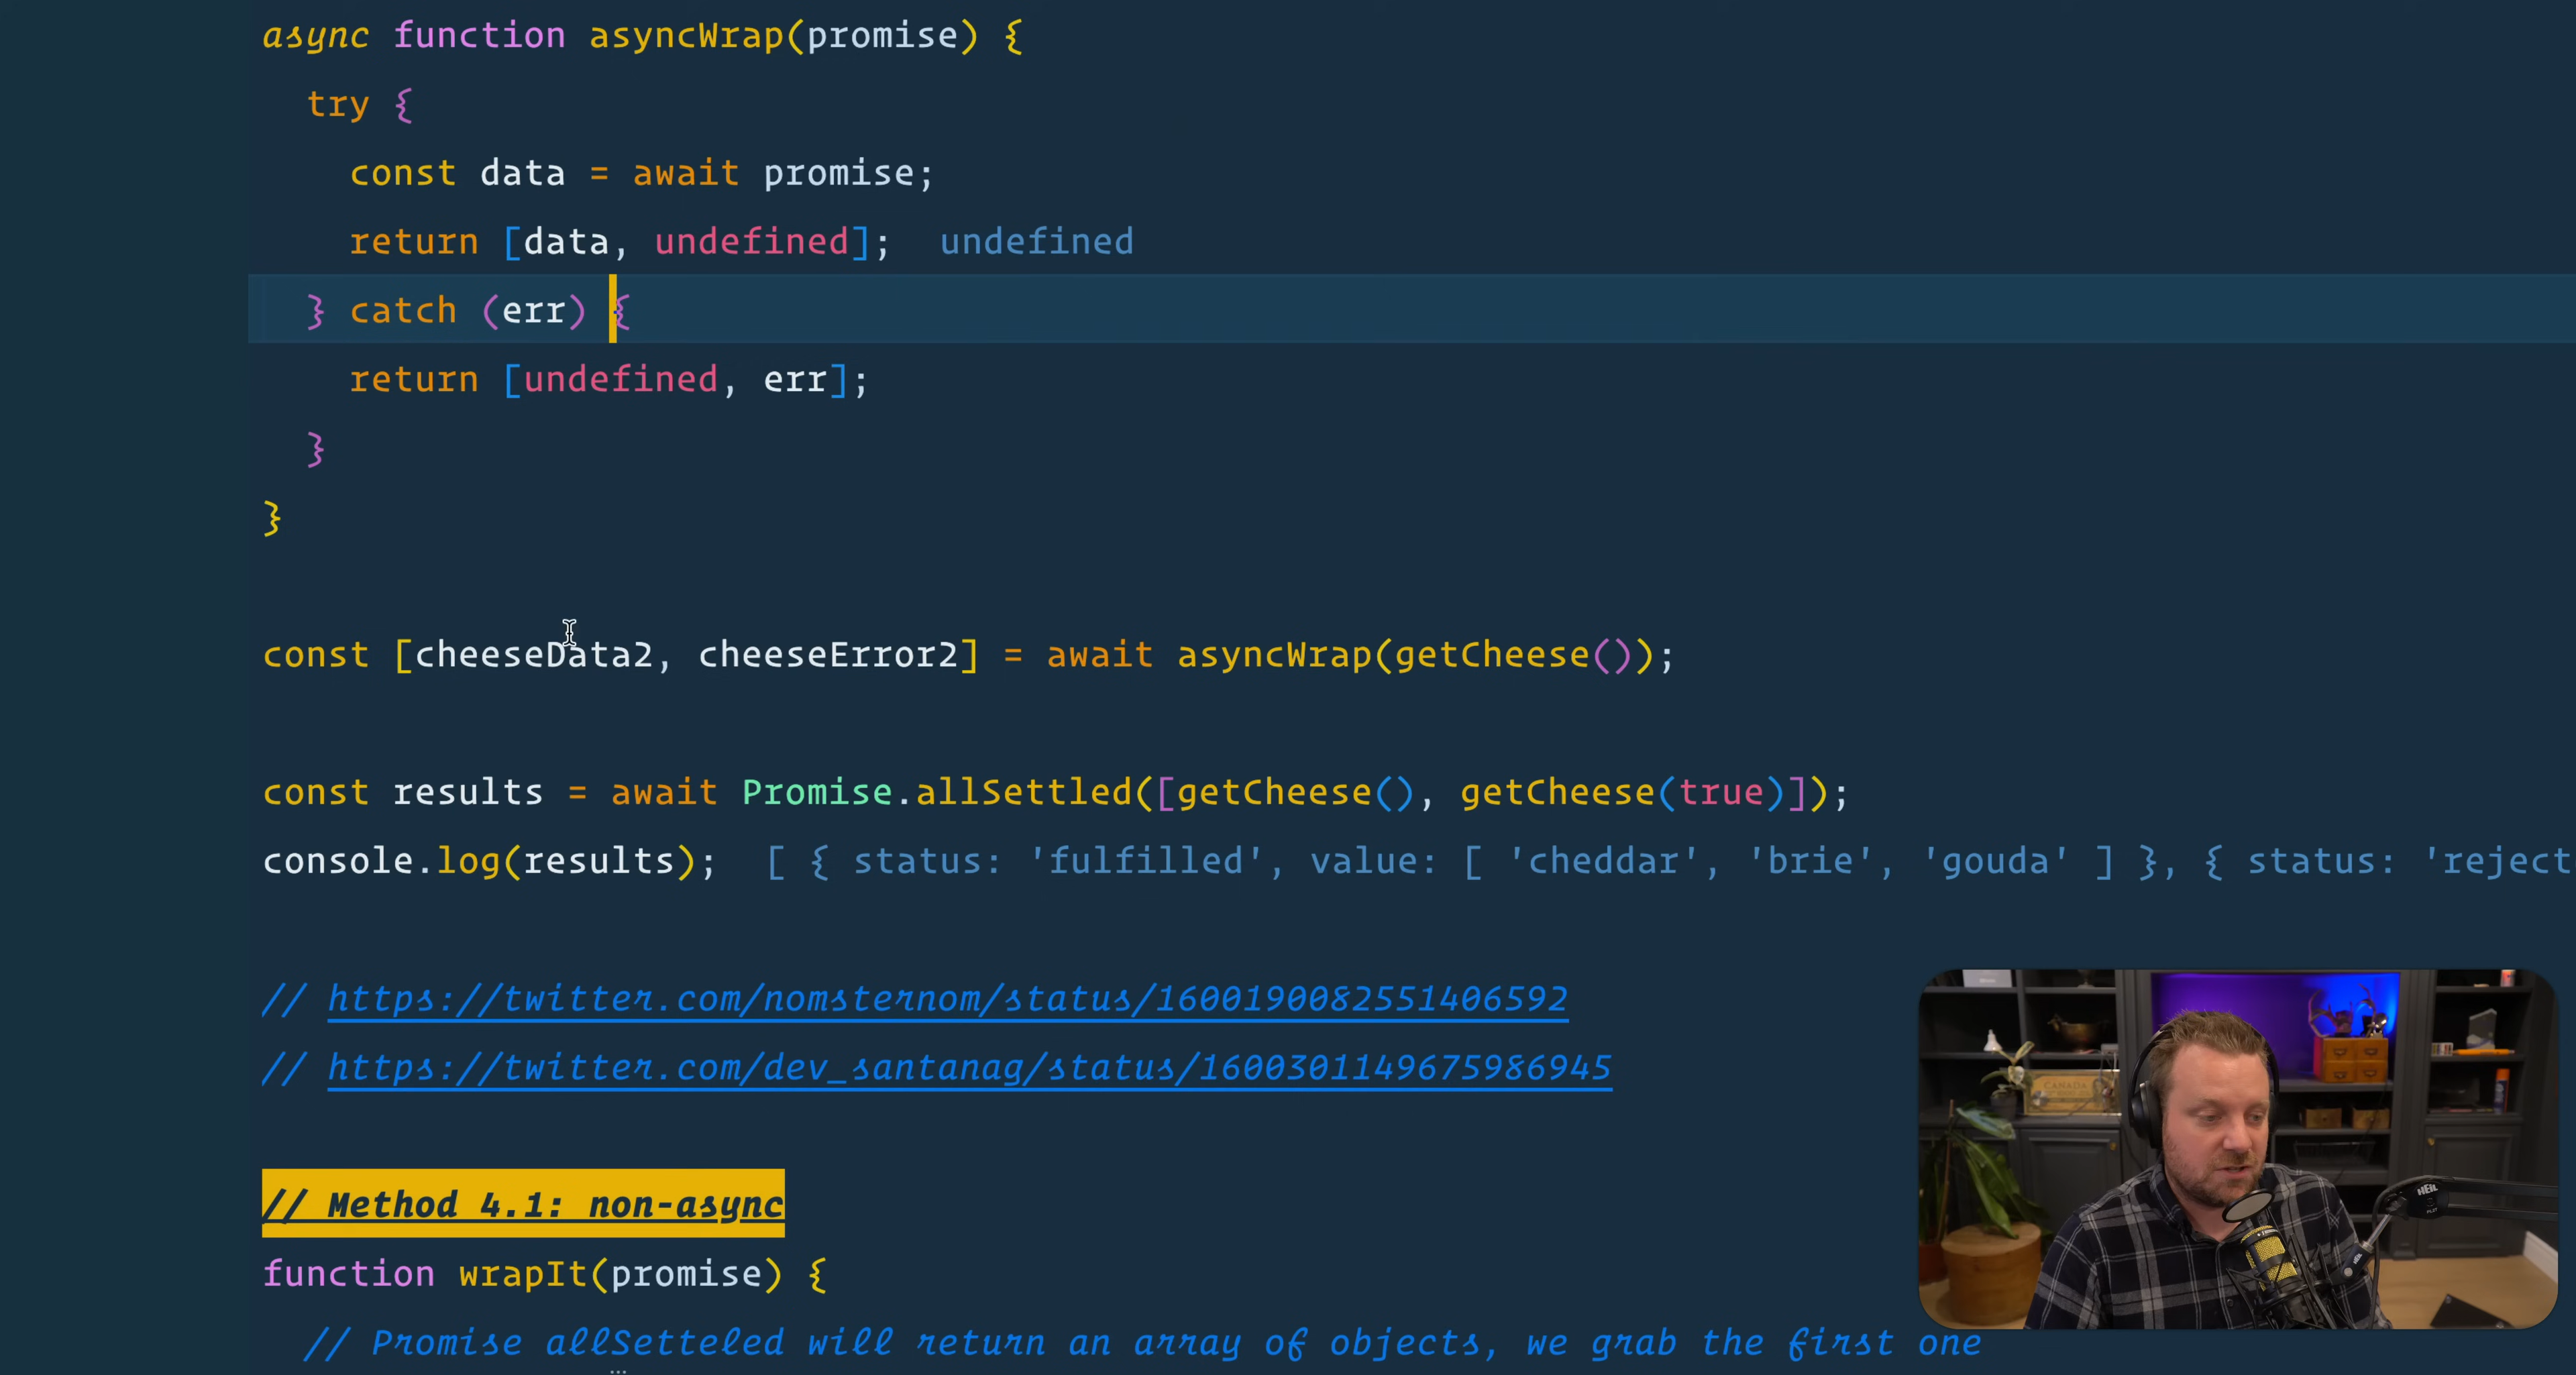 async function asyncWrap(promise) {
try {
const data = await promise;
return [data, undefined]; undefined
} catch (err) {
return [undefined, err];
}
}
const [cheeseData2, cheeseError2] = await asyncWrap(getCheese());
const results = await Promise.allSettled([getCheese(), getCheese(true)]);
console.log(results); [ { status: 'fulfilled', value: [ 'cheddar', 'brie', 'gouda' ] }, { status: 'reject
// https://twitter.com/nomsternom/status/1600190082551406592
// https://twitter.com/dev_santanag/status/1600301149675986945
// Method 4.1: non-async
function wrapIt(promise) {
// Promise allSetteled will return an array of objects, we grab the first one
CANADA
HEIL